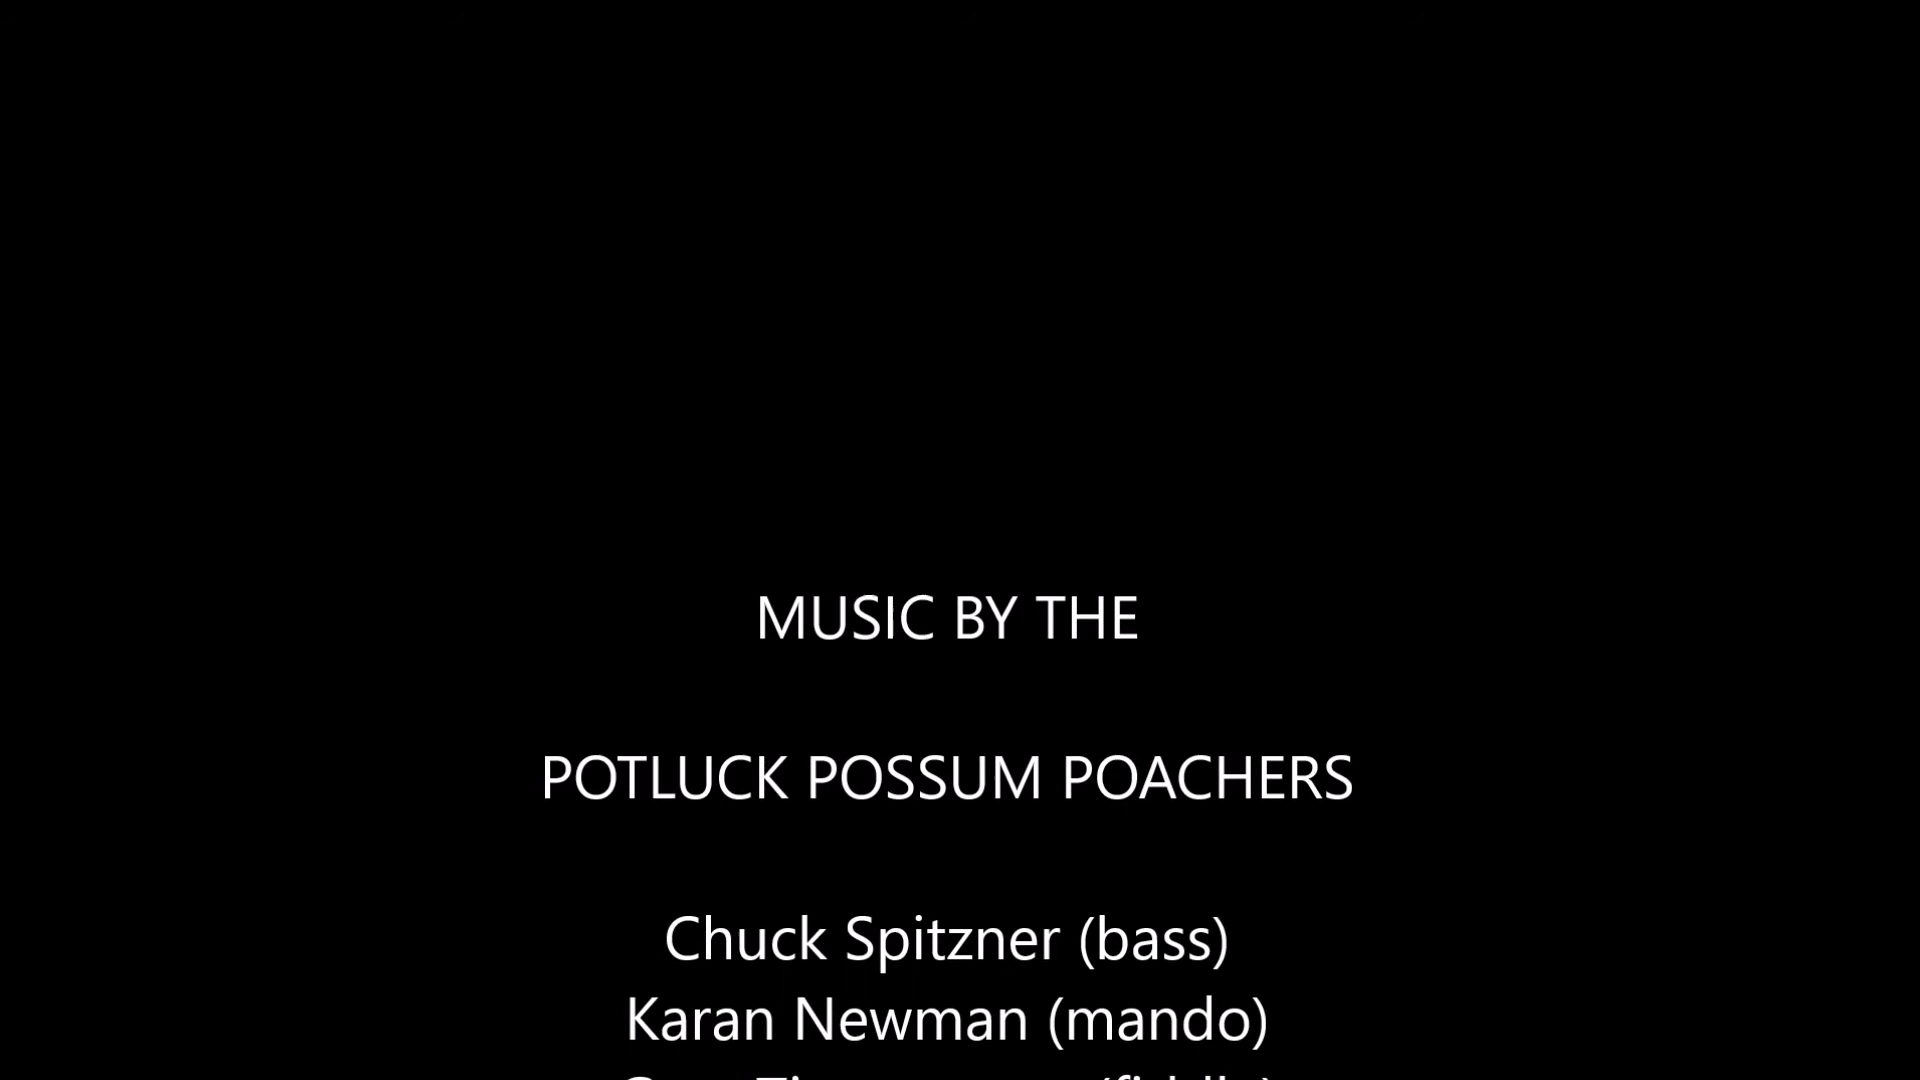 MUSIC BY THE
POTLUCK POSSUM POACHERS
Chuck Spitzner (bass)
Karan Newman (mando)